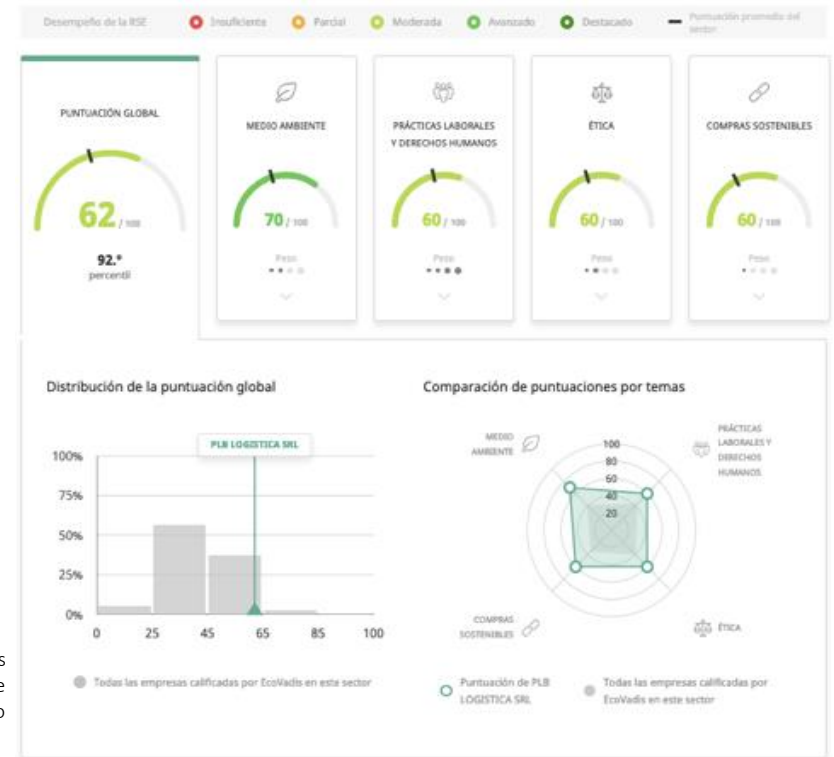 Desempeño de la RSE
Insuficiente
Parcial
Moderada
Avanzado
Destacado
Puntuación promedio del
sector
PUNTUACIÓN GLOBAL
62 / 100
92.º
percentil
MEDIO AMBIENTE
70 / 100
Peso
PRÁCTICAS LABORALES
Y DERECHOS HUMANOS
60 / 100
Peso
ÉTICA
60 / 100
Peso
COMPRAS SOSTENIBLES
60 / 100
Peso
Distribución de la puntuación global
PLB LOGISTICA SRL
100%
75%
50%
25%
0%
0 25 45 65 85 100
Todas las empresas calificadas por EcoVadis en este sector
Comparación de puntuaciones por temas
MEDIO
AMBIENTE
PRÁCTICAS
LABORALES Y
DERECHOS
HUMANOS
100
80
60
40
20
COMPRAS
SOSTENIBLES
ÉTICA
Puntuación de PLB
LOGISTICA SRL
Todas las empresas calificadas por
EcoVadis en este sector
s
e
o